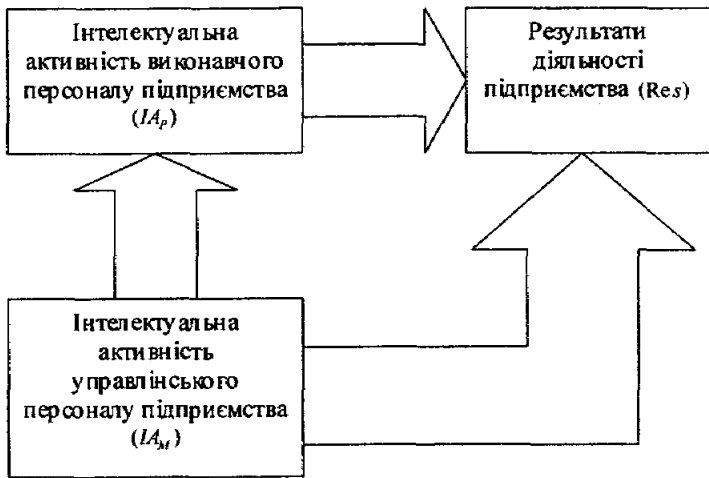 Інтелектуальна
активність виконавчого
персоналу підприємства
(IA_P)
Результати
діяльності
підприємства (Res)
Інтелектуальна
активність
управлінського
персоналу підприємства
(IA_M)